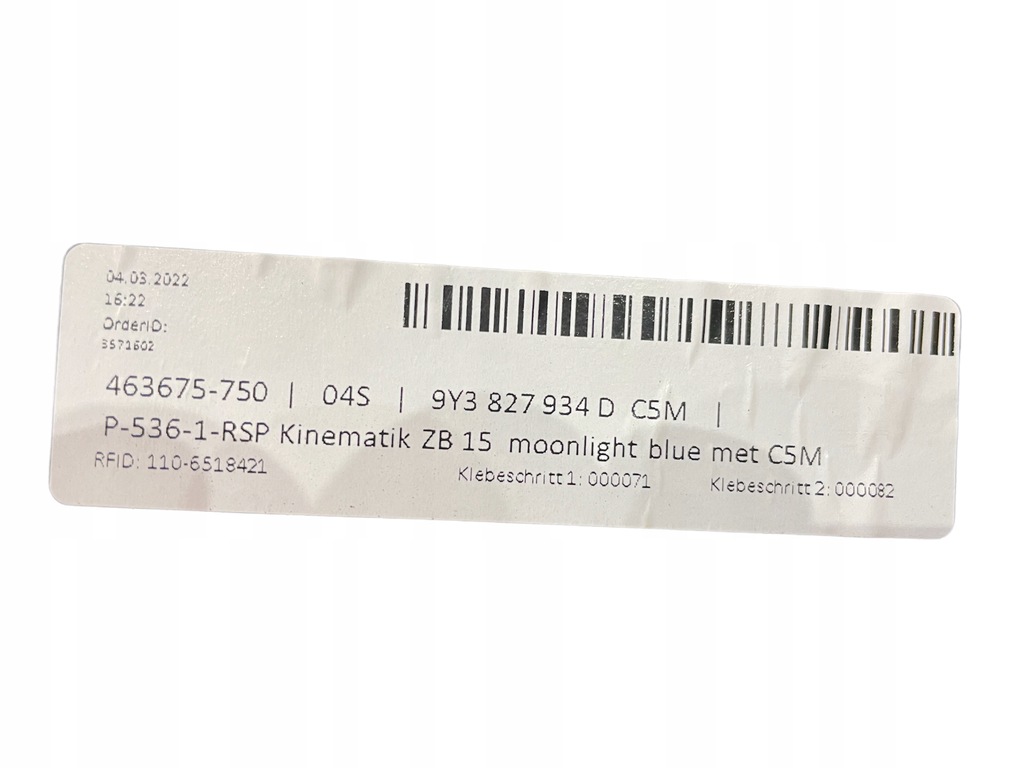 04.03.2022
16:22
OrderID:
3571602
463675-750 | 04S | 9Y3 827 934 D C5M |
P-536-1-RSP Kinematik ZB 15 moonlight blue met C5M
RFID: 110-6518421 Klebeschritt 1: 000071 Klebeschritt 2: 000082